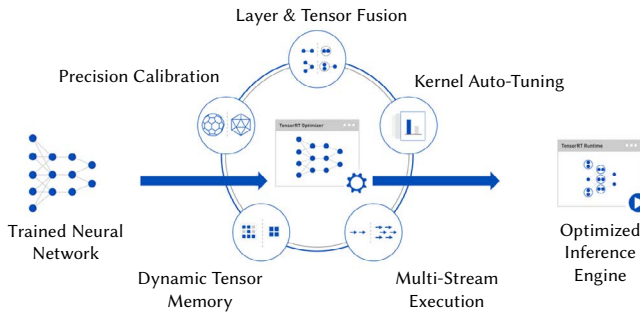 Layer & Tensor Fusion
Precision Calibration
Kernel Auto-Tuning
TensorRT Optimizer
TensorRT Runtime
Trained Neural
Network
Optimized
Inference
Engine
Dynamic Tensor
Memory
Multi-Stream
Execution